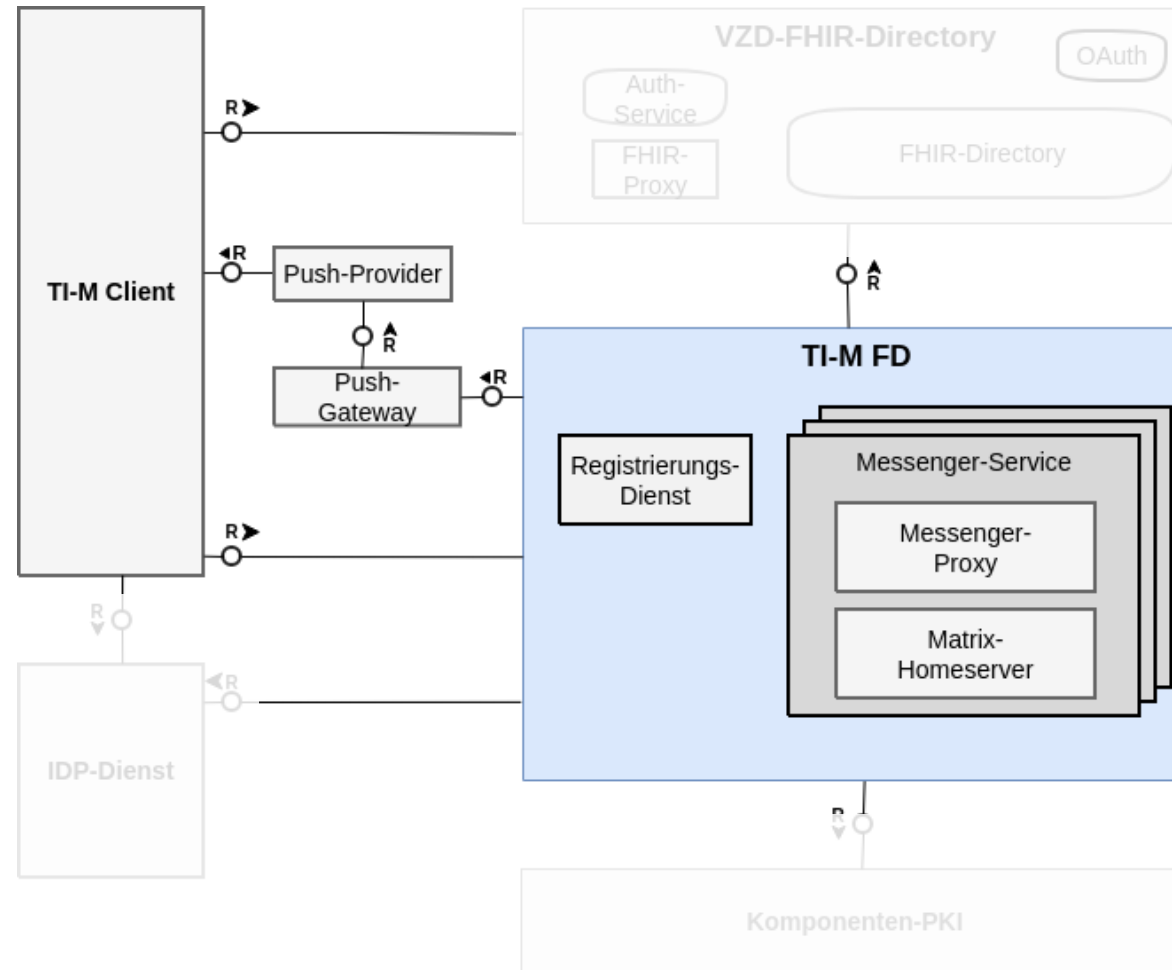 VZD-FHIR-Directory
OAuth
Auth-
Service
FHIR-
Proxy
FHIR-Directory
R
TI-M Client
R
Push-Provider
R
R
Push-
Gateway
R
TI-M FD
Registrierungs-
Dienst
Messenger-Service
Messenger-
Proxy
Matrix-
Homeserver
R
R
R
IDP-Dienst
R
Komponenten-PKI